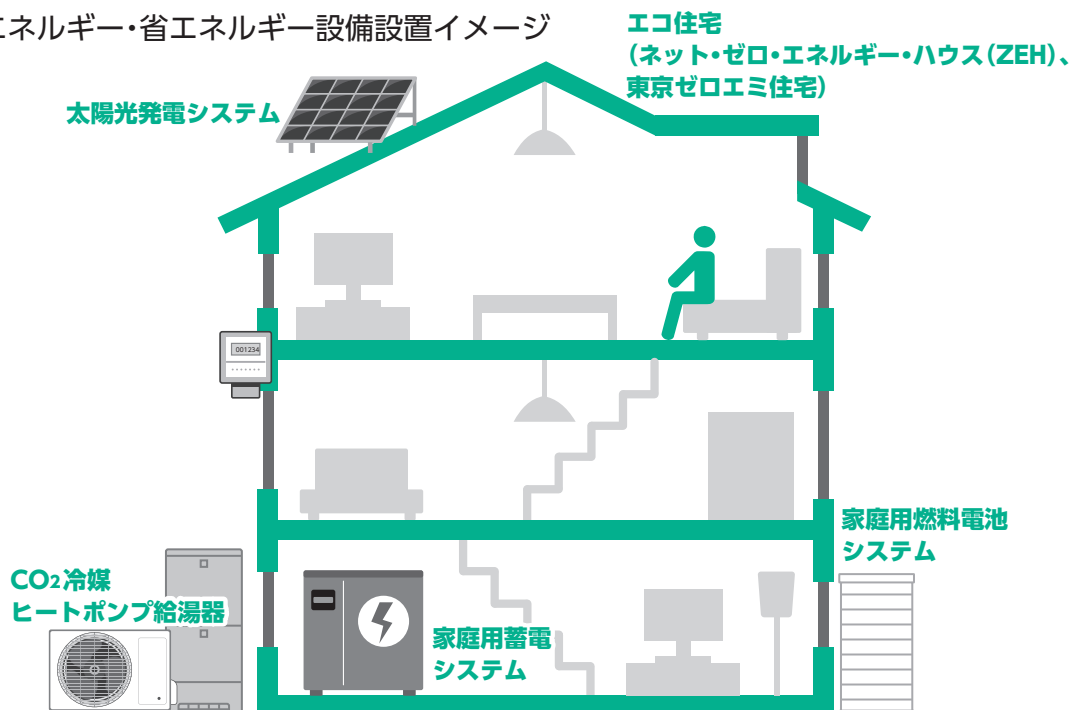 エネルギー・省エネルギー設備設置イメージ
エコ住宅
（ネット・ゼロ・エネルギー・ハウス（ZEH）、
東京ゼロエミ住宅）
太陽光発電システム
001234
家庭用燃料電池
システム
CO2冷媒
ヒートポンプ給湯器
家庭用蓄電
システム